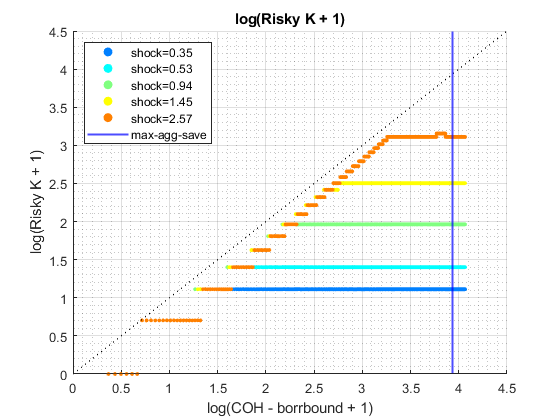 log(Risky K + 1)
4.5
4
3.5
3
2.5
2
1.5
1
0.5
0
log(Risky K + 1)
shock=0.35
shock=0.53
shock=0.94
shock=1.45
shock=2.57
max-agg-save
0 0.5 1 1.5 2 2.5 3 3.5 4 4.5
log(COH - borrbound + 1)